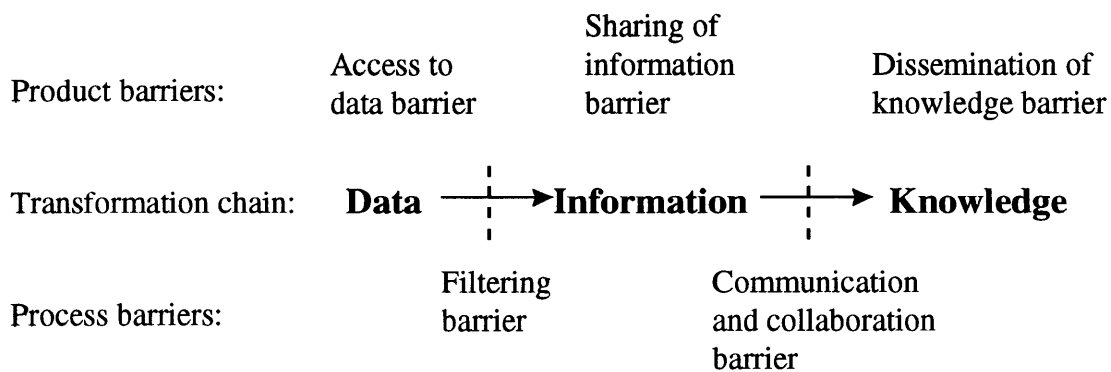 Product barriers:
Access to
data barrier
Sharing of
information
barrier
Dissemination of
knowledge barrier
Transformation chain: Data Information Knowledge
Process barriers:
Filtering
barrier
Communication
and collaboration
barrier